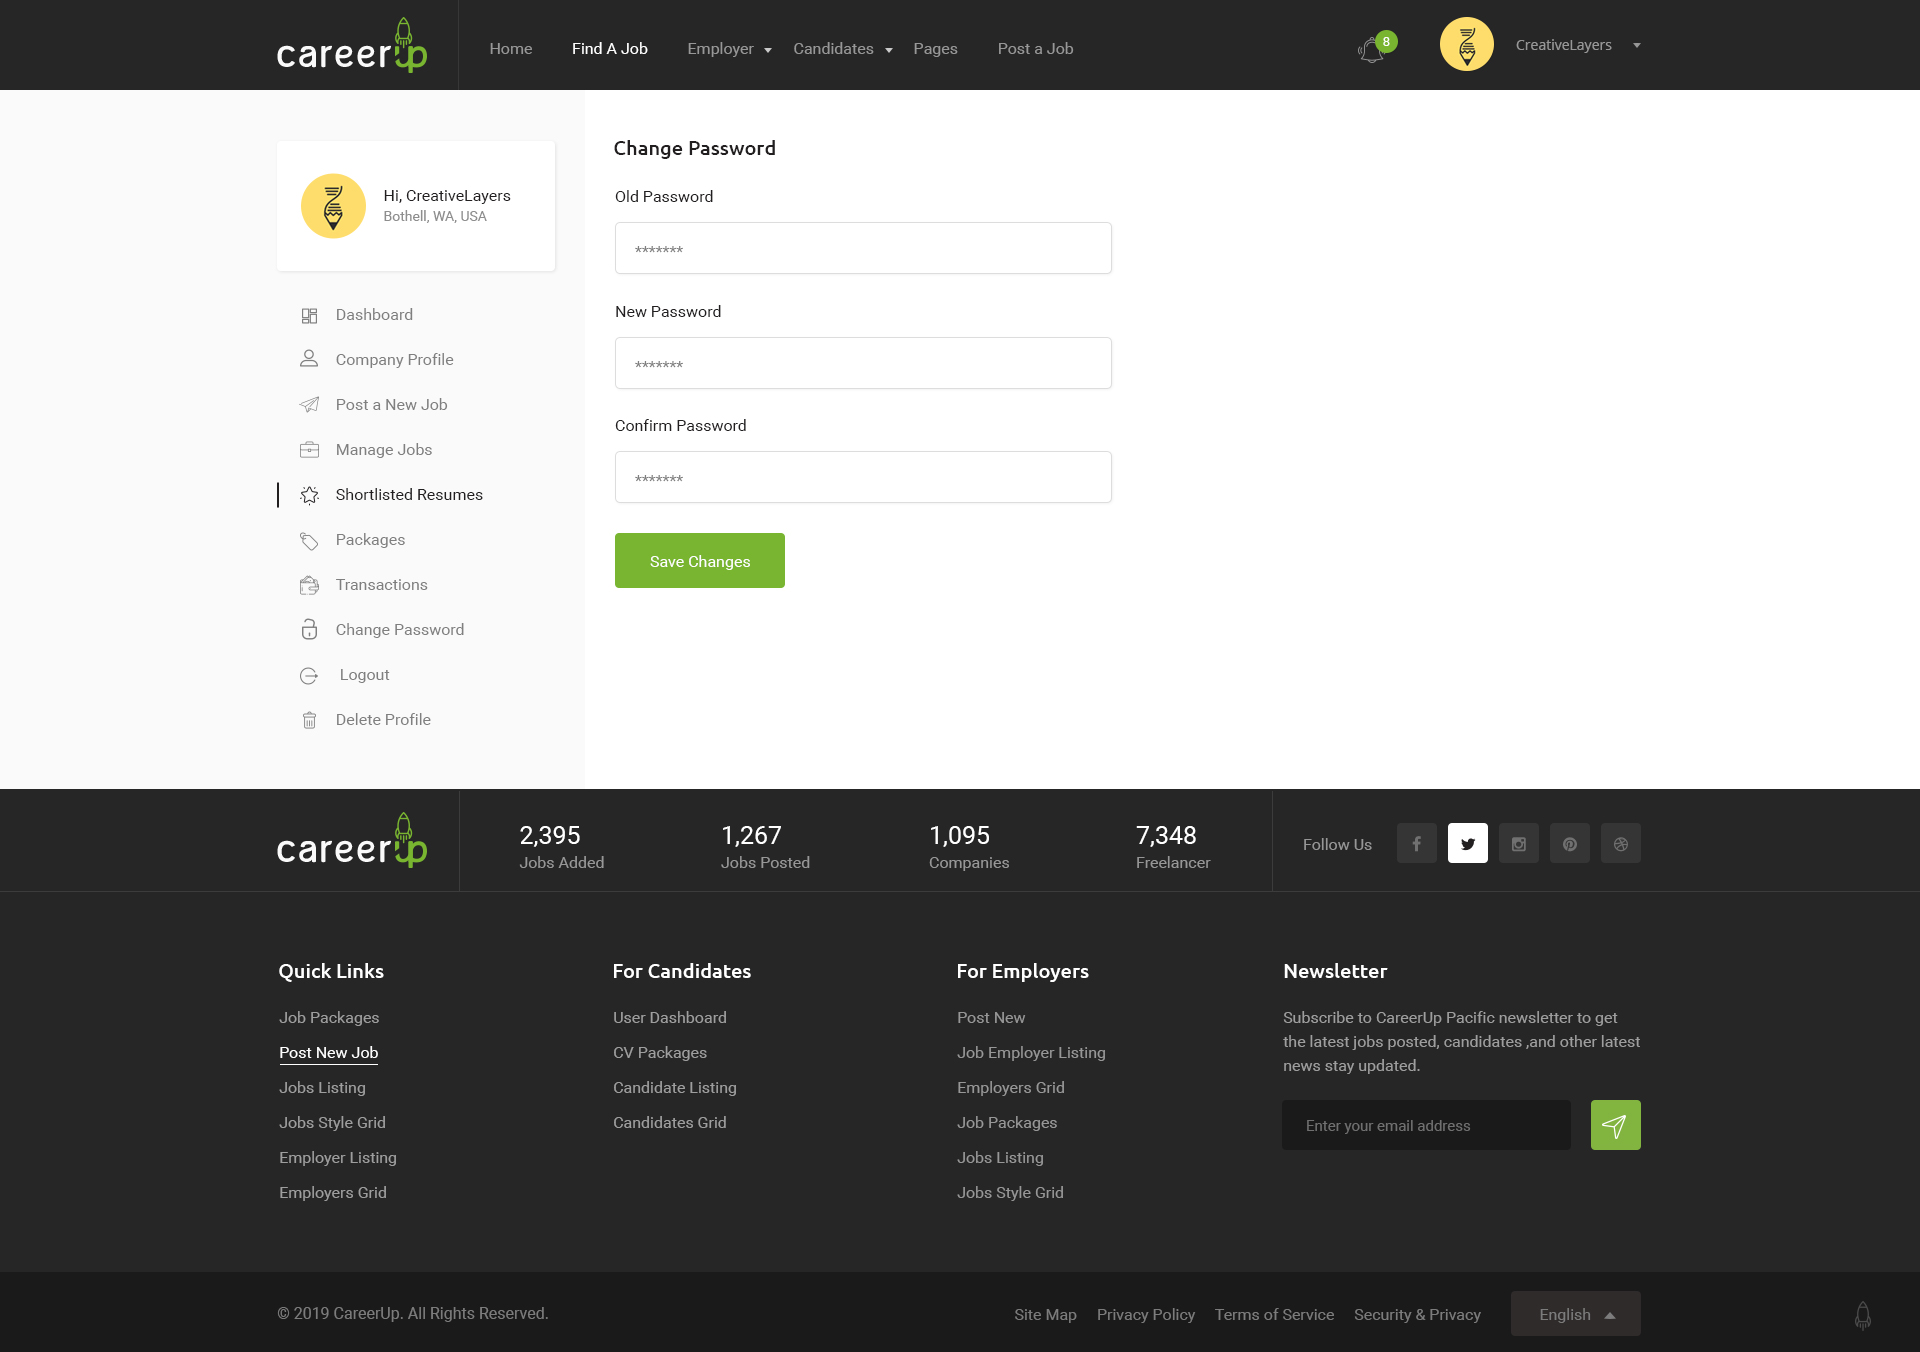 careerup
Home
Find A Job
Employer
Candidates
Pages
Post a Job
8
CreativeLayers
Hi, CreativeLayers
Bothell, WA, USA
Dashboard
Company Profile
Post a New Job
Manage Jobs
Shortlisted Resumes
Packages
Transactions
Change Password
Logout
Delete Profile
Change Password
Old Password
*******
New Password
*******
Confirm Password
*******
Save Changes
careerup
2,395
Jobs Added
1,267
Jobs Posted
1,095
Companies
7,348
Freelancer
Follow Us
Quick Links
Job Packages
Post New Job
Jobs Listing
Jobs Style Grid
Employer Listing
Employers Grid
For Candidates
User Dashboard
CV Packages
Candidate Listing
Candidates Grid
For Employers
Post New
Job Employer Listing
Employers Grid
Job Packages
Jobs Listing
Jobs Style Grid
Newsletter
Subscribe to CareerUp Pacific newsletter to get
the latest jobs posted, candidates ,and other latest
news stay updated.
Enter your email address
© 2019 CareerUp. All Rights Reserved.
Site Map
Privacy Policy
Terms of Service
Security & Privacy
English